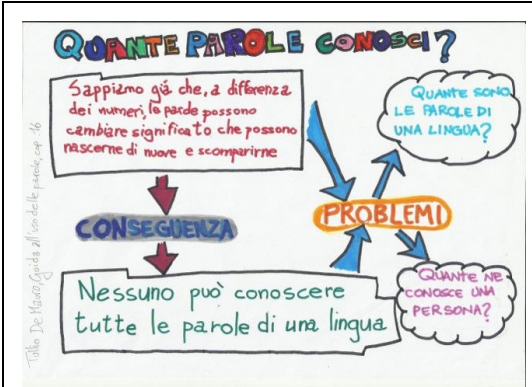 QUANTE PAROLE CONOSCI?
Sappiamo già che, a differenza
dei numeri, le parole possono
cambiare significato che possono
nascerne di nuove e scomparirne
CONSEGUENZA
Nessuno può conoscere
tutte le parole di una lingua
PROBLEMI
QUANTE SONO
LE PAROLE DI
UNA LINGUA?
QUANTE NE
CONOSCE UNA
PERSONA?
Tullio De Mauro, Guida all'uso delle parole, cap. 16